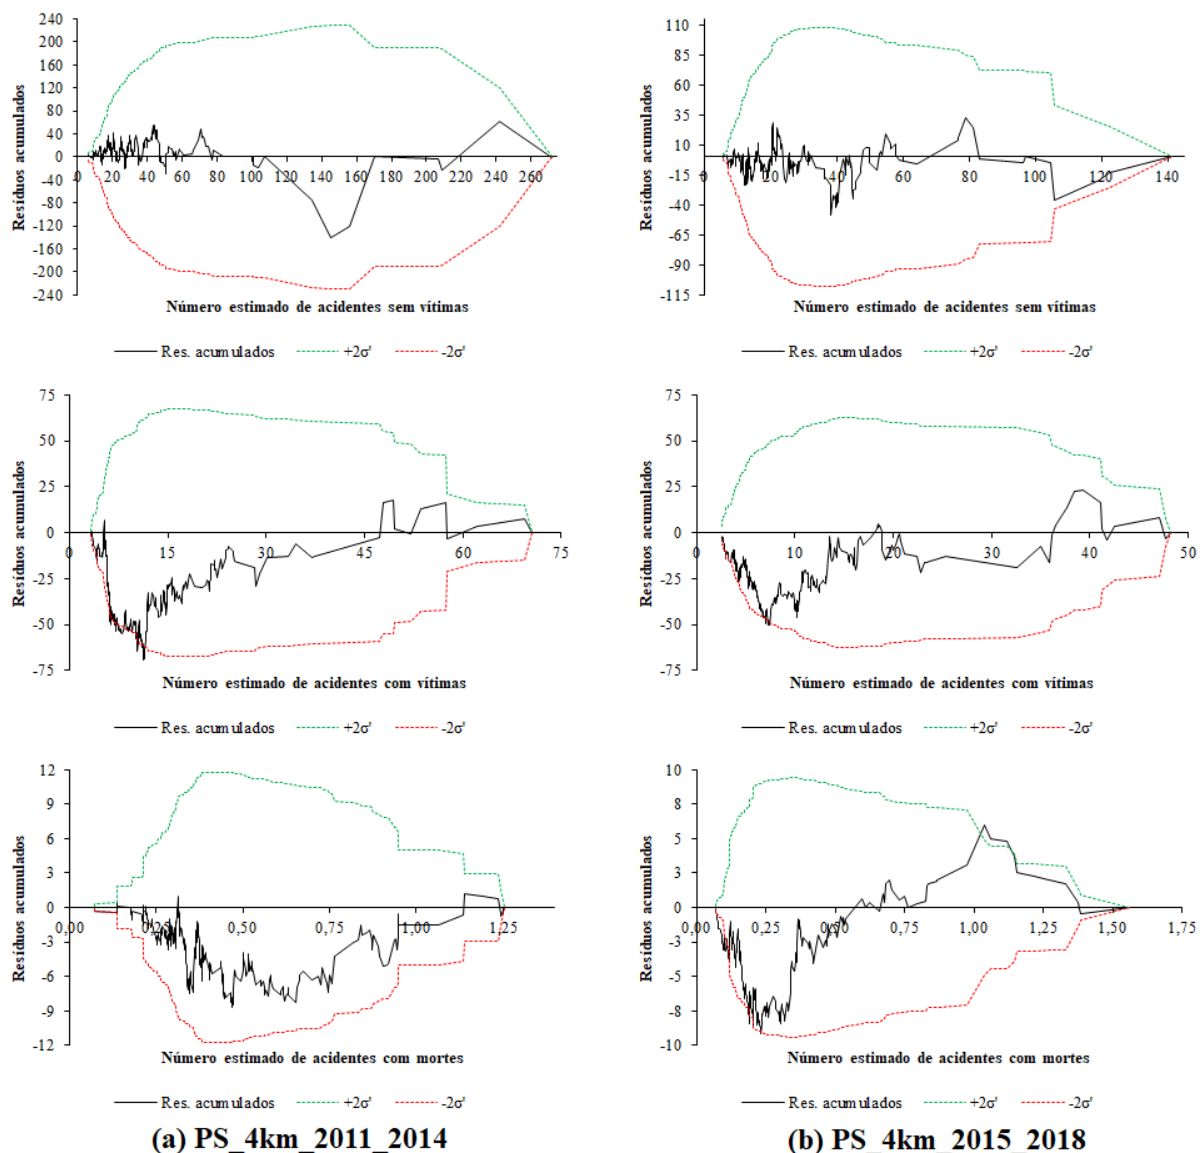 240
200
160
120
80
40
0
-40
-80
-120
-160
-200
-240
0 20 40 60 80 100 120 140 160 180 200 220 240 260
Resíduos acumulados
Número estimado de acidentes sem vítimas
Res. acumulados +2σ' -2σ'
110
85
60
35
10
-15
-40
-65
-90
-115
0 20 40 60 80 100 120 140
Resíduos acumulados
Número estimado de acidentes sem vítimas
Res. acumulados +2σ' -2σ'
75
50
25
0
-25
-50
-75
0 15 30 45 60 75
Resíduos acumulados
Número estimado de acidentes com vítimas
Res. acumulados +2σ' -2σ'
75
50
25
0
-25
-50
-75
0 10 20 30 40 50
Resíduos acumulados
Número estimado de acidentes com vítimas
Res. acumulados +2σ' -2σ'
12
9
6
3
0
-3
-6
-9
-12
0,00 0,25 0,50 0,75 1,00 1,25
Resíduos acumulados
Número estimado de acidentes com mortes
Res. acumulados +2σ' -2σ'
10
8
5
3
0
-3
-5
-8
-10
0,00 0,25 0,50 0,75 1,00 1,25 1,50 1,75
Resíduos acumulados
Número estimado de acidentes com mortes
Res. acumulados +2σ' -2σ'
(a) PS_4km_2011_2014
(b) PS_4km_2015_2018